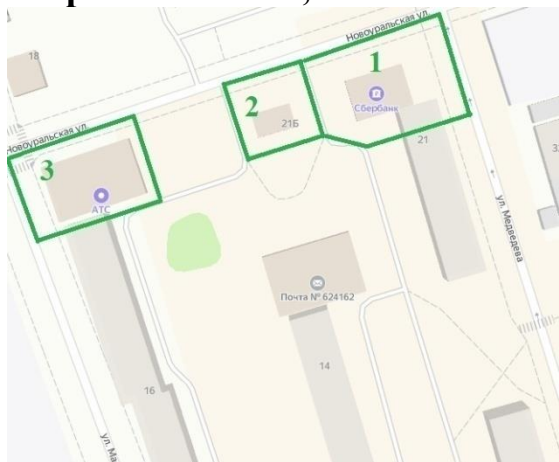 Новоуральская ул.
18
1
Сбербанк
2
21Б
21
Новоуральская ул.
3
АТС
ул. Медведева
Почта № 624162
14
16